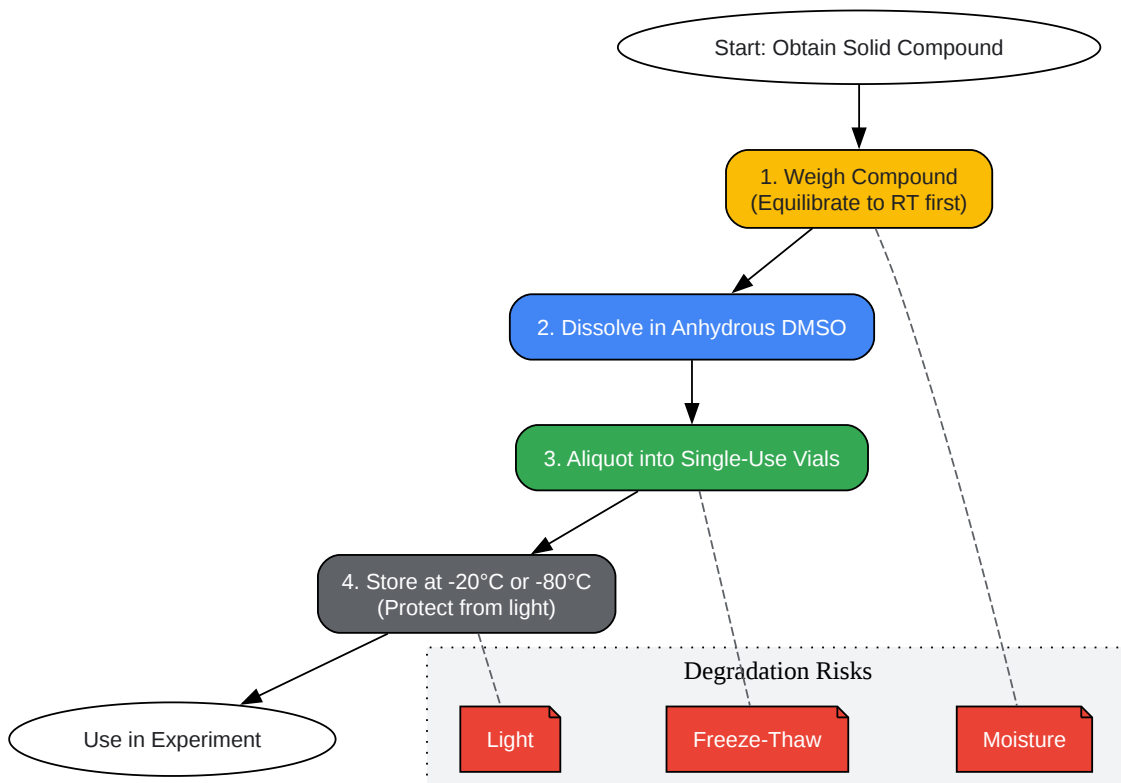 Start: Obtain Solid Compound
1. Weigh Compound
(Equilibrate to RT first)
2. Dissolve in Anhydrous DMSO
3. Aliquot into Single-Use Vials
4. Store at -20°C or -80°C
(Protect from light)
Degradation Risks
Use in Experiment
Light
Freeze-Thaw
Moisture